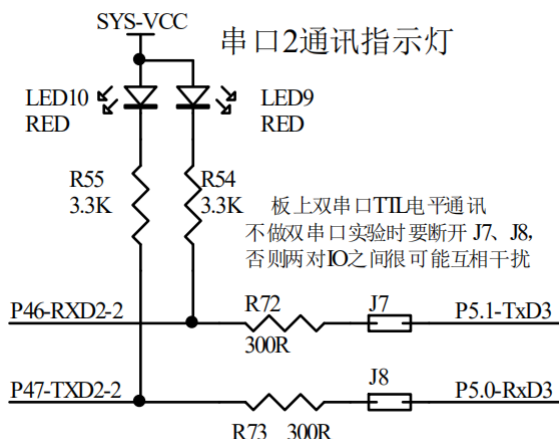 SYS-VCC
串口2通讯指示灯
LED10
RED
LED9
RED
R55
3.3K
R54
3.3K
板上双串口TTL电平通讯
不做双串口实验时要断开 J7、J8,
否则两对IO之间很可能互相干扰
P46-RXD2-2
R72
300R
J7
P5.1-TxD3
P47-TXD2-2
R73
300R
J8
P5.0-RxD3